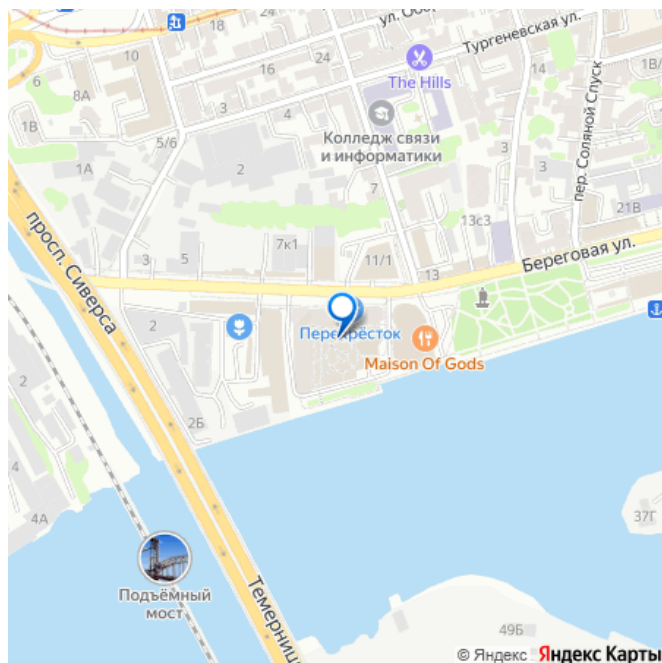 ул. Обо
Тургеневская ул.
10
16
24
14
1В/
6
8А
18
The Hills
3
4
3
пер. Соляной Спуск
1В
5/6
Колледж связи
и информатики
1А
2
7
13с3
21В
просп. Сиверса
3
5
7к1
11/1
13
Береговая ул.
2
Перекрёсток
Maison Of Gods
2
2Б
4
4А
37Г
Подъёмный
мост
Темерниц
49Б
© Яндекс Яндекс Карты